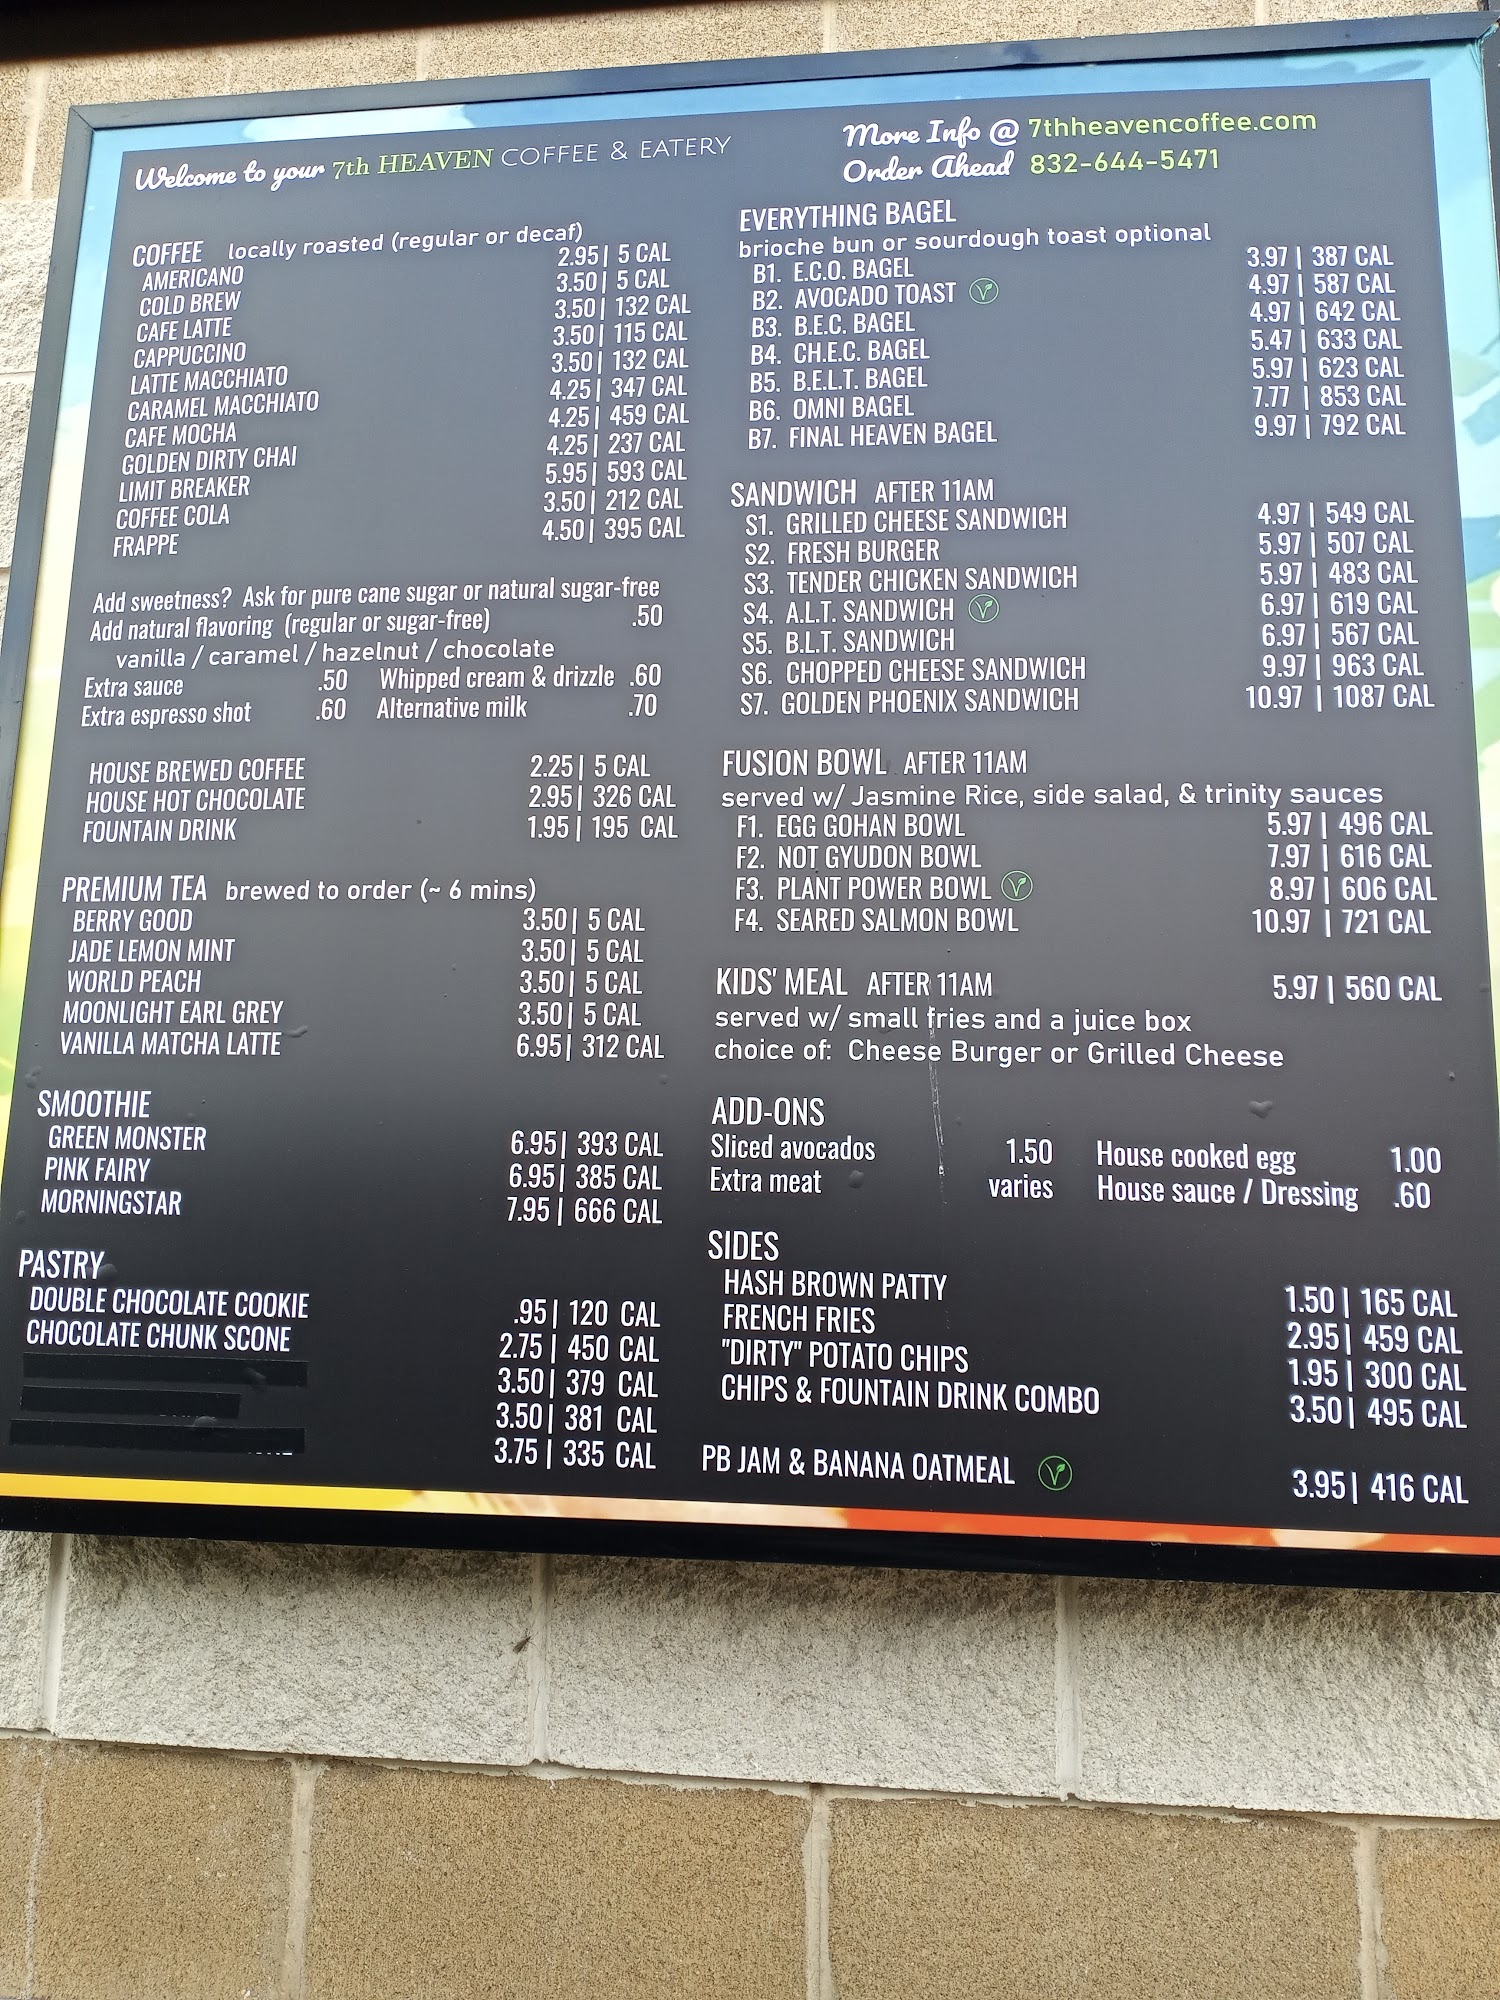 Welcome to your 7th HEAVEN COFFEE & EATERY
More Info @ 7thheavencoffee.com
Order Ahead 832-644-5471
COFFEE locally roasted (regular or decaf)
AMERICANO 2.95| 5 CAL
COLD BREW 3.50| 5 CAL
CAFE LATTE 3.50| 132 CAL
CAPPUCCINO 3.50| 115 CAL
LATTE MACCHIATO 3.50| 132 CAL
CARAMEL MACCHIATO 4.25| 347 CAL
CAFE MOCHA 4.25| 459 CAL
GOLDEN DIRTY CHAI 4.25| 237 CAL
LIMIT BREAKER 5.95| 593 CAL
COFFEE COLA 3.50| 212 CAL
FRAPPE 4.50| 395 CAL
Add sweetness? Ask for pure cane sugar or natural sugar-free
Add natural flavoring (regular or sugar-free) .50
vanilla / caramel / hazelnut / chocolate
Extra sauce .50 Whipped cream & drizzle .60
Extra espresso shot .60 Alternative milk .70
HOUSE BREWED COFFEE 2.25| 5 CAL
HOUSE HOT CHOCOLATE 2.95| 326 CAL
FOUNTAIN DRINK 1.95| 195 CAL
PREMIUM TEA brewed to order (~ 6 mins)
BERRY GOOD 3.50| 5 CAL
JADE LEMON MINT 3.50| 5 CAL
WORLD PEACH 3.50| 5 CAL
MOONLIGHT EARL GREY 3.50| 5 CAL
VANILLA MATCHA LATTE 6.95| 312 CAL
SMOOTHIE
GREEN MONSTER 6.95| 393 CAL
PINK FAIRY 6.95| 385 CAL
MORNINGSTAR 7.95| 666 CAL
PASTRY
DOUBLE CHOCOLATE COOKIE .95| 120 CAL
CHOCOLATE CHUNK SCONE 2.75| 450 CAL
3.50| 379 CAL
3.50| 381 CAL
3.75| 335 CAL
EVERYTHING BAGEL
brioche bun or sourdough toast optional
B1. E.C.O. BAGEL 3.97| 387 CAL
B2. AVOCADO TOAST V 4.97| 587 CAL
B3. B.E.C. BAGEL 4.97| 642 CAL
B4. CH.E.C. BAGEL 5.47| 633 CAL
B5. B.E.L.T. BAGEL 5.97| 623 CAL
B6. OMNI BAGEL 7.77 | 853 CAL
B7. FINAL HEAVEN BAGEL 9.97| 792 CAL
SANDWICH AFTER 11AM
S1. GRILLED CHEESE SANDWICH 4.97 | 549 CAL
S2. FRESH BURGER 5.97 | 507 CAL
S3. TENDER CHICKEN SANDWICH 5.97 | 483 CAL
S4. A.L.T. SANDWICH V 6.97 | 619 CAL
S5. B.L.T. SANDWICH 6.97 | 567 CAL
S6. CHOPPED CHEESE SANDWICH 9.97 | 963 CAL
S7. GOLDEN PHOENIX SANDWICH 10.97 | 1087 CAL
FUSION BOWL AFTER 11AM
served w/ Jasmine Rice, side salad, & trinity sauces
F1. EGG GOHAN BOWL 5.97 | 496 CAL
F2. NOT GYUDON BOWL 7.97 | 616 CAL
F3. PLANT POWER BOWL V 8.97 | 606 CAL
F4. SEARED SALMON BOWL 10.97 | 721 CAL
KIDS' MEAL AFTER 11AM 5.97 | 560 CAL
served w/ small fries and a juice box
choice of: Cheese Burger or Grilled Cheese
ADD-ONS
Sliced avocados 1.50 House cooked egg 1.00
Extra meat varies House sauce / Dressing .60
SIDES
HASH BROWN PATTY 1.50 | 165 CAL
FRENCH FRIES 2.95| 459 CAL
"DIRTY" POTATO CHIPS 1.95 | 300 CAL
CHIPS & FOUNTAIN DRINK COMBO 3.50| 495 CAL
PB JAM & BANANA OATMEAL V 3.95| 416 CAL